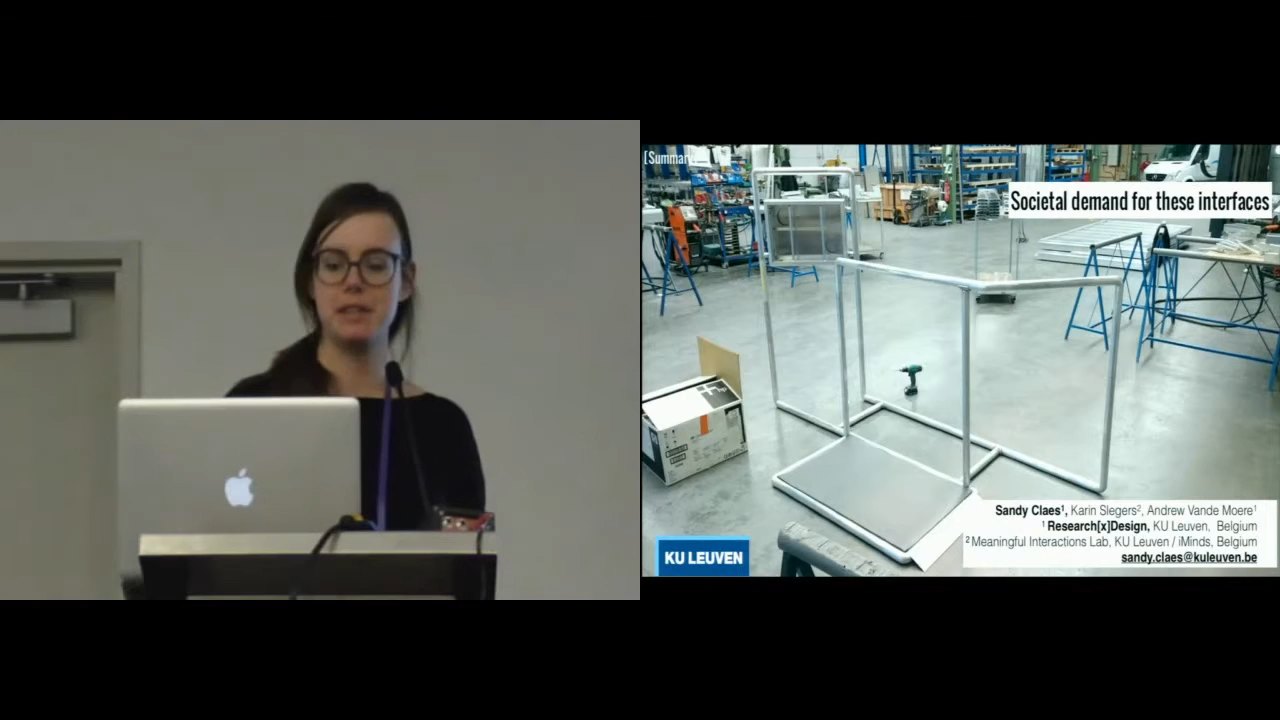 [Summary
Societal demand for these interfaces
Sandy Claes¹, Karin Slegers², Andrew Vande Moere¹
¹ Research[x]Design, KU Leuven, Belgium
² Meaningful Interactions Lab, KU Leuven / iMinds, Belgium
sandy.claes@kuleuven.be
KU LEUVEN